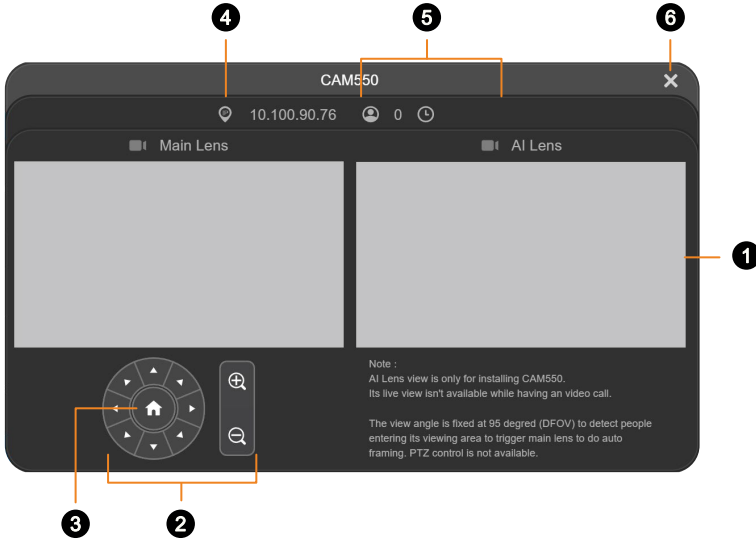 4
5
6
CAM550
10.100.90.76
0
Main Lens
AI Lens
1
Note :
AI Lens view is only for installing CAM550.
Its live view isn't available while having an video call.
The view angle is fixed at 95 degred (DFOV) to detect people
entering its viewing area to trigger main lens to do auto
framing. PTZ control is not available.
3
2